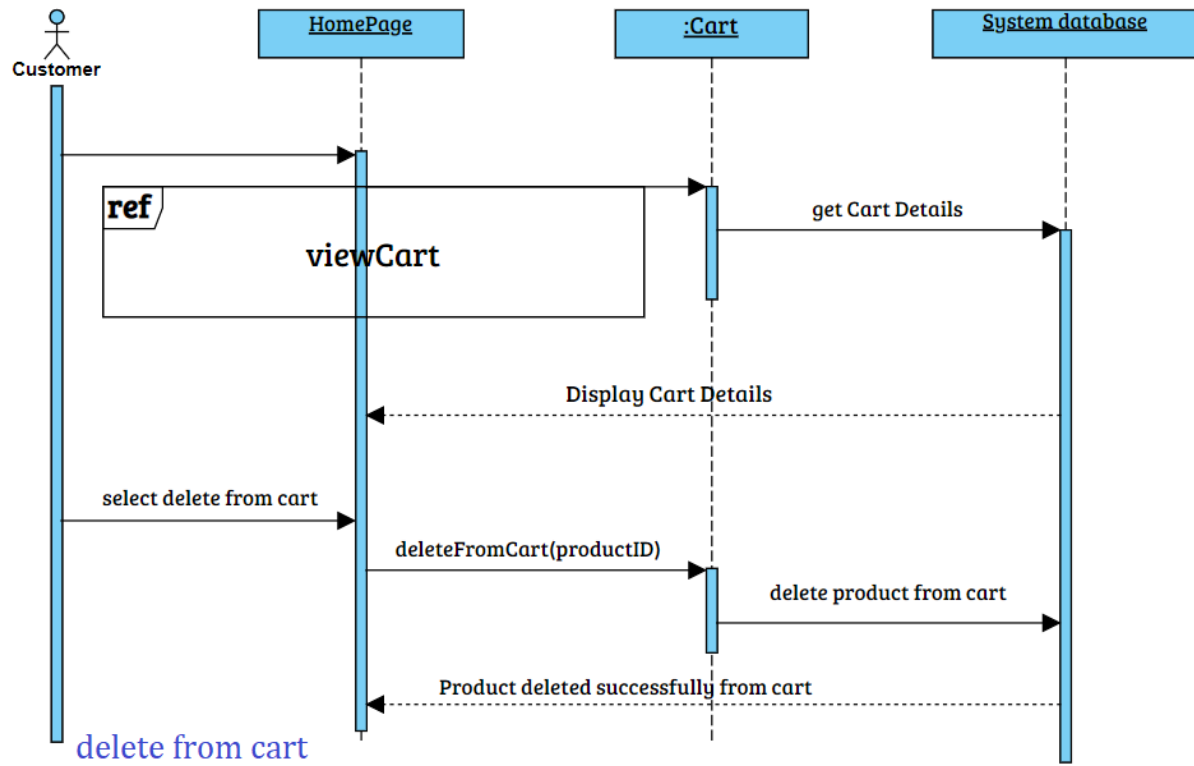 HomePage
:Cart
System database
Customer
ref
viewCart
get Cart Details
Display Cart Details
select delete from cart
deleteFromCart(productID)
delete product from cart
Product deleted successfully from cart
delete from cart